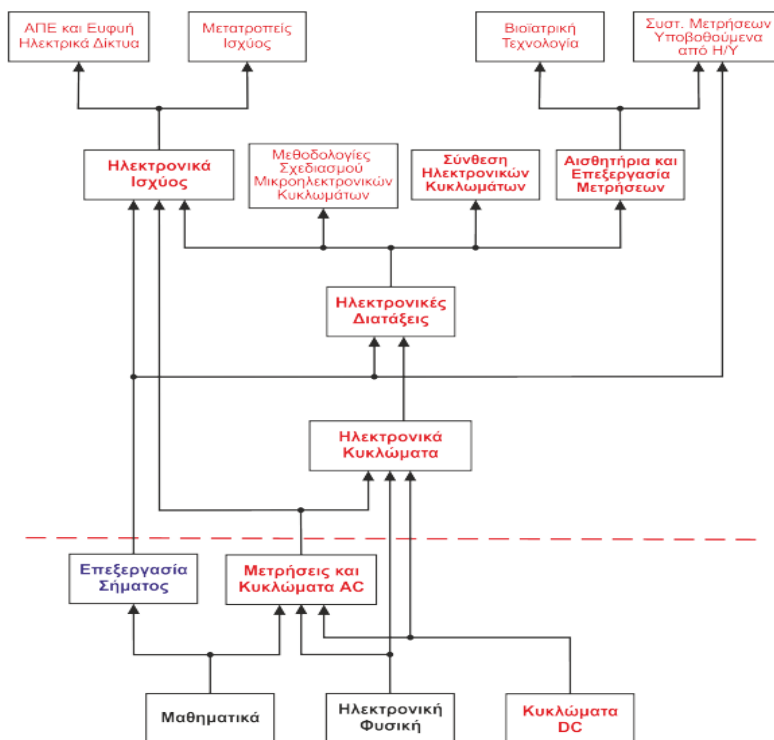 ΑΠΕ και Ευφυή
Ηλεκτρικά Δίκτυα
Μετατροπείς
Ισχύος
Βιοϊατρική
Τεχνολογία
Συστ. Μετρήσεων
Υποβοθούμενα
από Η/Υ
Ηλεκτρονικά
Ισχύος
Μεθοδολογίες
Σχεδιασμού
Μικροηλεκτρονικών
Κυκλωμάτων
Σύνθεση
Ηλεκτρονικών
Κυκλωμάτων
Αισθητήρια και
Επεξεργασία
Μετρήσεων
Ηλεκτρονικές
Διατάξεις
Ηλεκτρονικά
Κυκλώματα
Επεξεργασία
Σήματος
Μετρήσεις και
Κυκλώματα AC
Μαθηματικά
Ηλεκτρονική
Φυσική
Κυκλώματα
DC